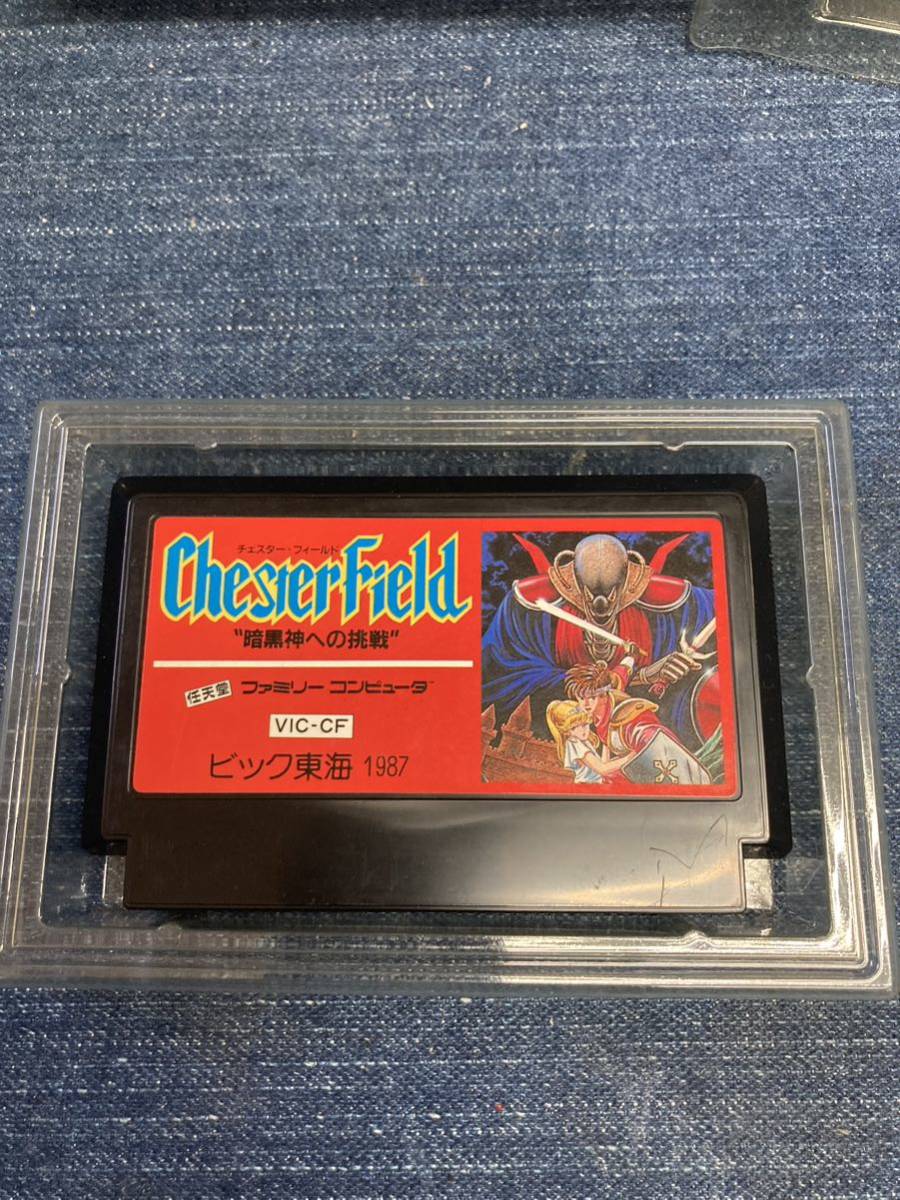 チェスター・フィールド
ChesterField
"暗黒神への挑戦"
任天堂 ファミリーコンピュータ
VIC-CF
ビック東海 1987